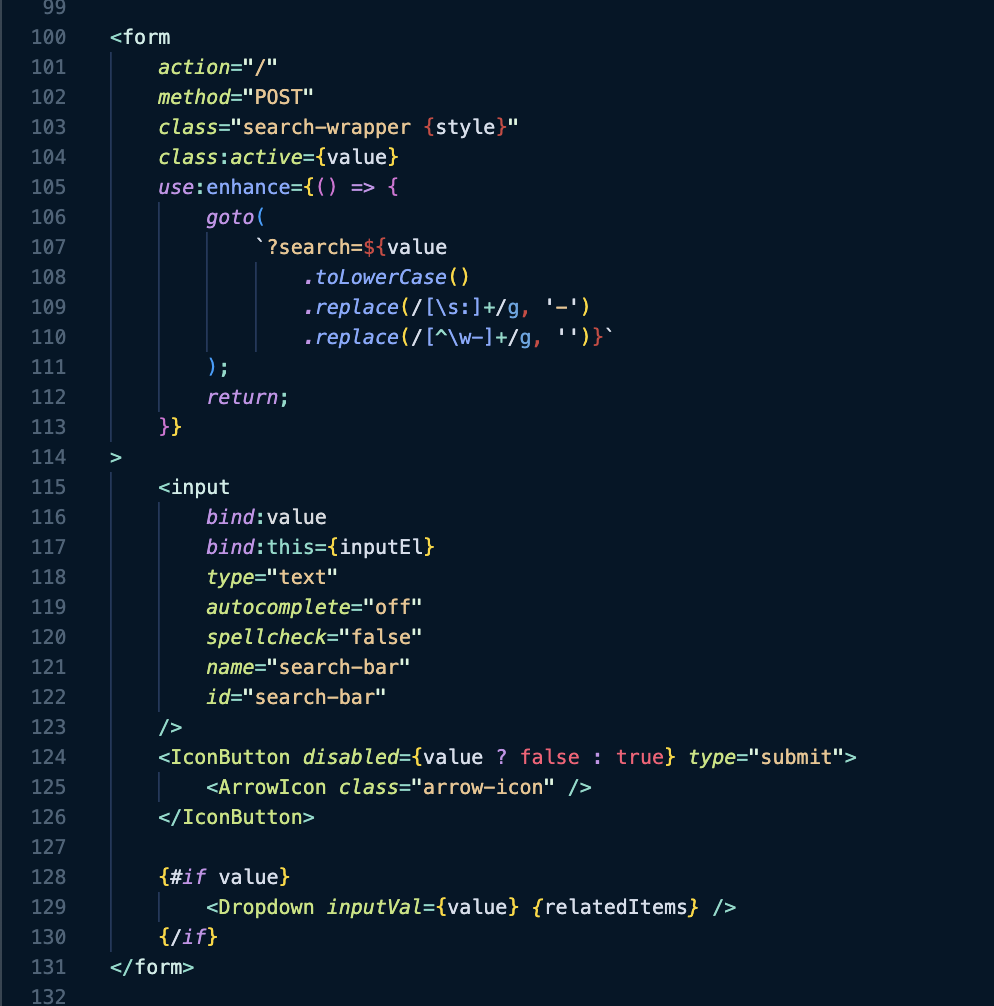 99
100 <form
101 action="/"
102 method="POST"
103 class="search-wrapper {style}"
104 class:active={value}
105 use:enhance={() => {
106 goto(
107 `?search=${value
108 .toLowerCase()
109 .replace(/[\s:]+/g, '-')
110 .replace(/[^\w-]+/g, '')}`
111 );
112 return;
113 }}
114 >
115 <input
116 bind:value
117 bind:this={inputEl}
118 type="text"
119 autocomplete="off"
120 spellcheck="false"
121 name="search-bar"
122 id="search-bar"
123 />
124 <IconButton disabled={value ? false : true} type="submit">
125 <ArrowIcon class="arrow-icon" />
126 </IconButton>
127
128 {#if value}
129 <Dropdown inputVal={value} {relatedItems} />
130 {/if}
131 </form>
132